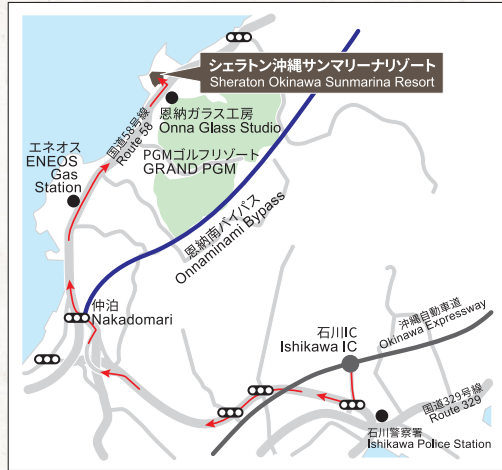 シェラトン沖縄サンマリーナリゾート
Sheraton Okinawa Sunmarina Resort
恩納ガラス工房
Onna Glass Studio
国道58号線
Route 58
エネオス
ENEOS
Gas
Station
PGMゴルフリゾート
GRAND PGM
恩納南バイパス
Onnaminami Bypass
仲泊
Nakadomari
石川IC
Ishikawa IC
沖縄自動車道
Okinawa Expressway
国道329号線
Route 329
石川警察署
Ishikawa Police Station